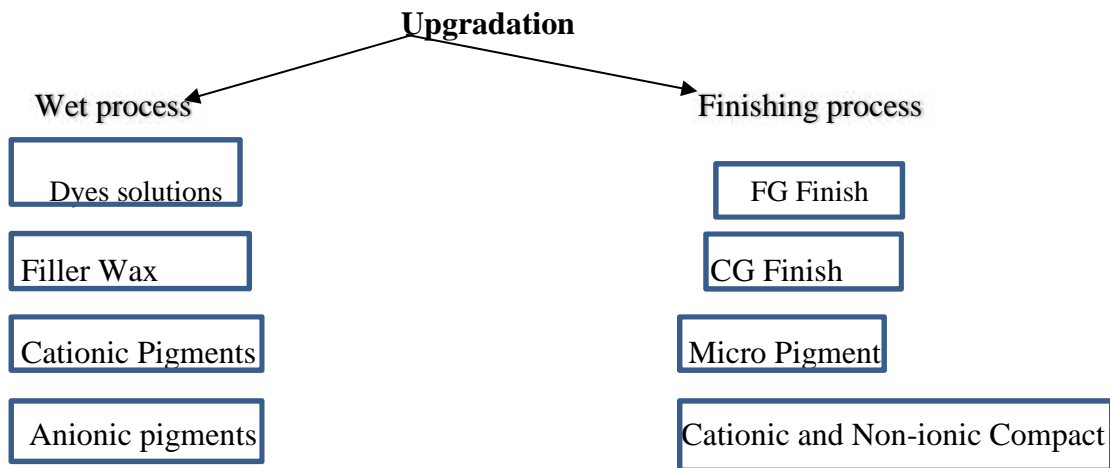 Upgradation
Wet process
Dyes solutions
Filler Wax
Cationic Pigments
Anionic pigments
Finishing process
FG Finish
CG Finish
Micro Pigment
Cationic and Non-ionic Compact